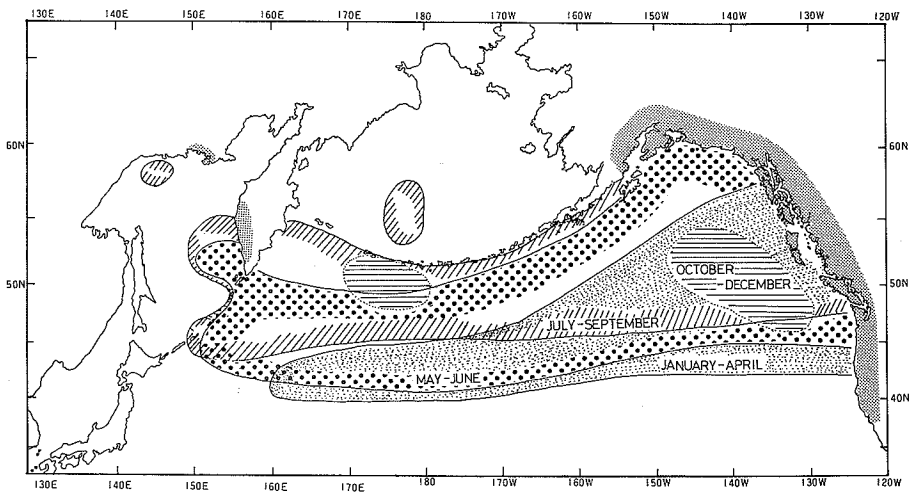 130E 140E 150E 160E 170E 180 170W 160W 150W 140W 130W 120W
60N 60N
50N 50N
40N
OCTOBER
-DECEMBER
JULY-SEPTEMBER
MAY-JUNE
JANUARY-APRIL
130E 140E 150E 160E 170E 180 170W 160W 150W 140W 130W 120W